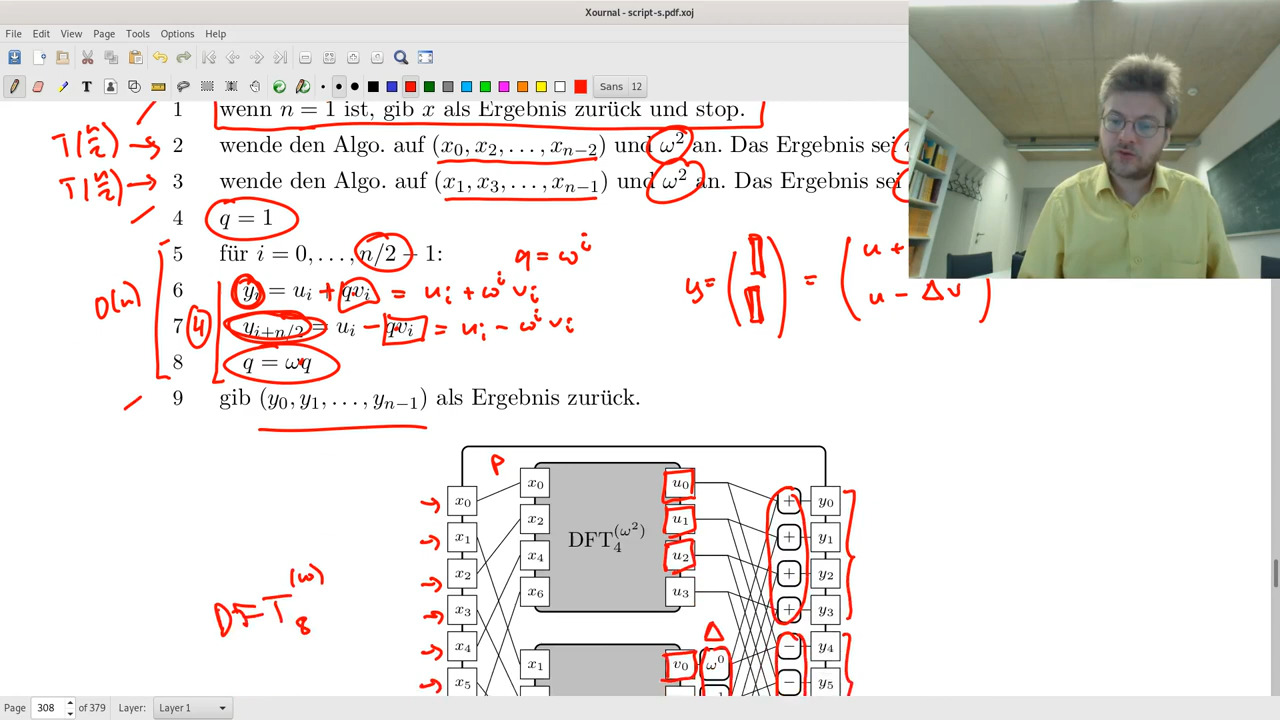 Xournal - script-s.pdf.xoj
File Edit View Page Tools Options Help
Sans 12
1 wenn n = 1 ist, gib x als Ergebnis zurück und stop.
T(n/2) → 2 wende den Algo. auf (x₀, x₂, . . . , xₙ₋₂) und ω² an. Das Ergebnis sei
T(n/2) → 3 wende den Algo. auf (x₁, x₃, . . . , xₙ₋₁) und ω² an. Das Ergebnis sei
4 q = 1
5 für i = 0, . . . , n/2 − 1: q = ωⁱ
O(n) 6 yᵢ = uᵢ + qvᵢ = uᵢ + ωⁱ vᵢ
7 4 yᵢ₊ₙ/₂ = uᵢ − qvᵢ = uᵢ − ωⁱ vᵢ
8 q = ωq
y = ( ) = ( u +
u − Δv )
9 gib (y₀, y₁, . . . , yₙ₋₁) als Ergebnis zurück.
P
x₀ x₀ u₀ + y₀
x₁ x₂ u₁ + y₁
DFT₄^(ω²)
x₂ x₄ u₂ + y₂
x₃ x₆ u₃ + y₃
DFT₈^(ω)
Δ
x₄ x₁ v₀ ω⁰ − y₄
x₅ − y₅
Page 308 of 379 Layer: Layer 1